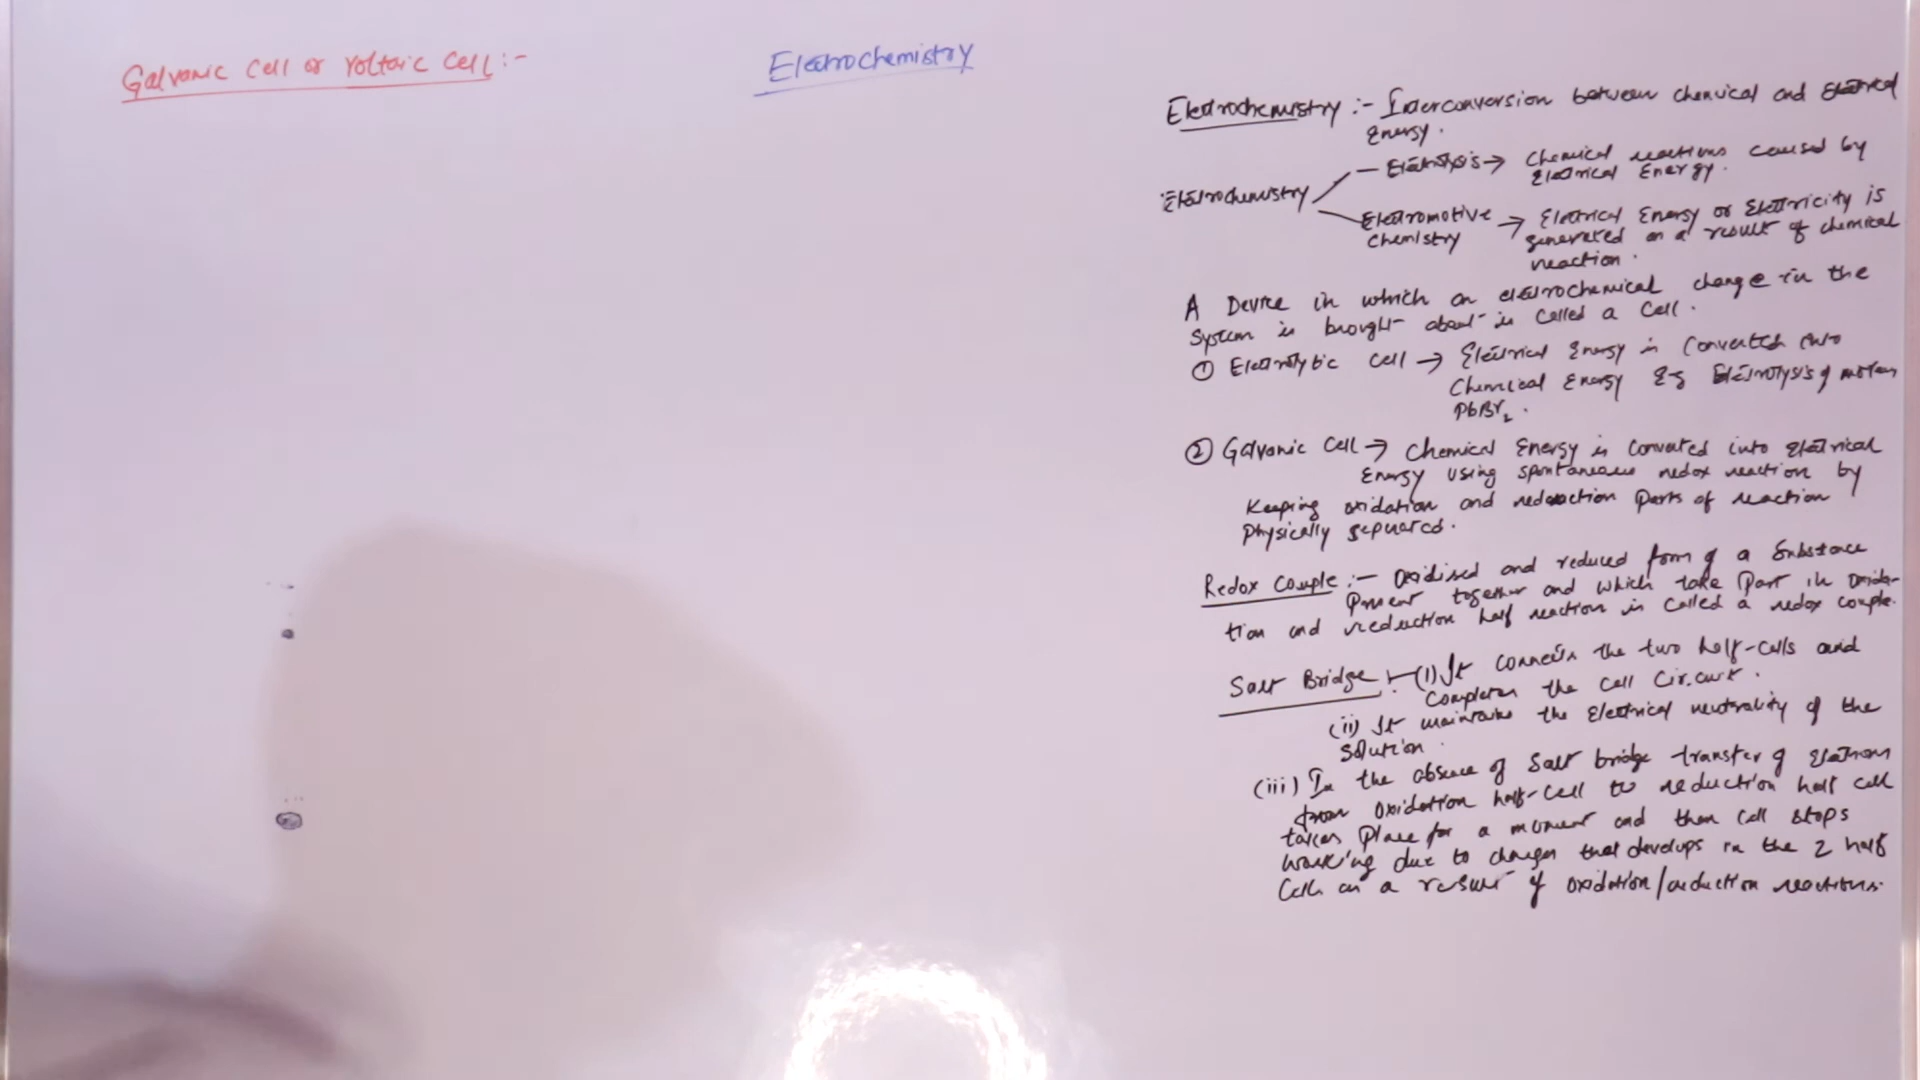 Galvanic Cell or Voltaic Cell :-
Electrochemistry
Electrochemistry :- Interconversion between chemical and Electrical
Energy.
Electrochemistry — Electrolysis → Chemical reactions caused by
Electrical Energy.
Electromotive Chemistry → Electrical Energy or Electricity is
generated as a result of chemical
reaction.
A Device in which an electrochemical change in the
System is brought about is called a Cell.
① Electrolytic Cell → Electrical Energy is Converted into
Chemical Energy Eg Electrolysis of molten
PbBr₂.
② Galvanic Cell → Chemical Energy is Converted into Electrical
Energy using spontaneous redox reaction by
Keeping oxidation and reduction Parts of reaction
Physically separated.
Redox Couple :- Oxidised and reduced form of a Substance
Present together and which take Part in Oxida-
tion and reduction half reaction is called a redox couple.
Salt Bridge :- (i) It connects the two half-cells and
Completes the Cell Circuit.
(ii) It maintains the Electrical neutrality of the
Solution.
(iii) In the absence of Salt bridge transfer of Electrons
from Oxidation half-cell to reduction half cell
takes Place for a moment and then Cell stops
working due to charges that develops in the 2 half
Cells as a result of oxidation/reduction reactions.